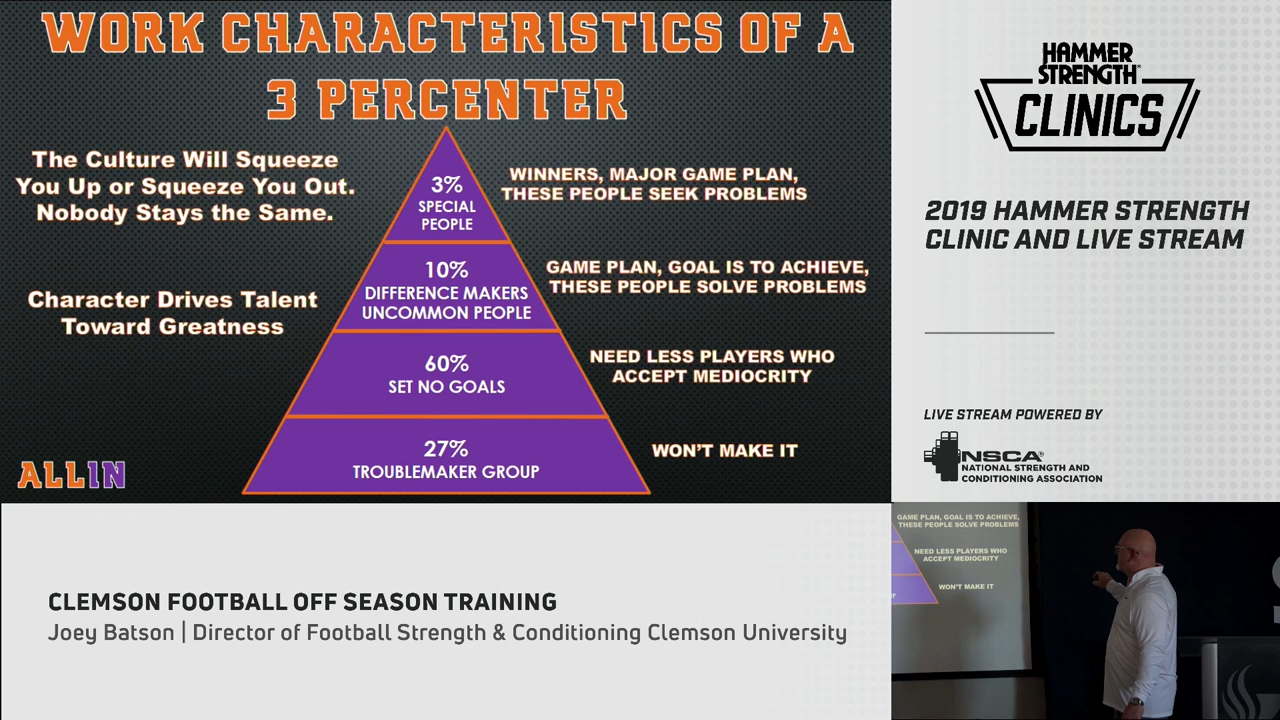 WORK CHARACTERISTICS OF A
3 PERCENTER
The Culture Will Squeeze
You Up or Squeeze You Out.
Nobody Stays the Same.
Character Drives Talent
Toward Greatness
3%
SPECIAL
PEOPLE
WINNERS, MAJOR GAME PLAN,
THESE PEOPLE SEEK PROBLEMS
10%
DIFFERENCE MAKERS
UNCOMMON PEOPLE
GAME PLAN, GOAL IS TO ACHIEVE,
THESE PEOPLE SOLVE PROBLEMS
60%
SET NO GOALS
NEED LESS PLAYERS WHO
ACCEPT MEDIOCRITY
27%
TROUBLEMAKER GROUP
WON'T MAKE IT
ALLIN
HAMMER
STRENGTH®
CLINICS
2019 HAMMER STRENGTH
CLINIC AND LIVE STREAM
LIVE STREAM POWERED BY
NSCA®
NATIONAL STRENGTH AND
CONDITIONING ASSOCIATION
CLEMSON FOOTBALL OFF SEASON TRAINING
Joey Batson | Director of Football Strength & Conditioning Clemson University
GAME PLAN, GOAL IS TO ACHIEVE,
THESE PEOPLE SOLVE PROBLEMS
NEED LESS PLAYERS WHO
ACCEPT MEDIOCRITY
WON'T MAKE IT